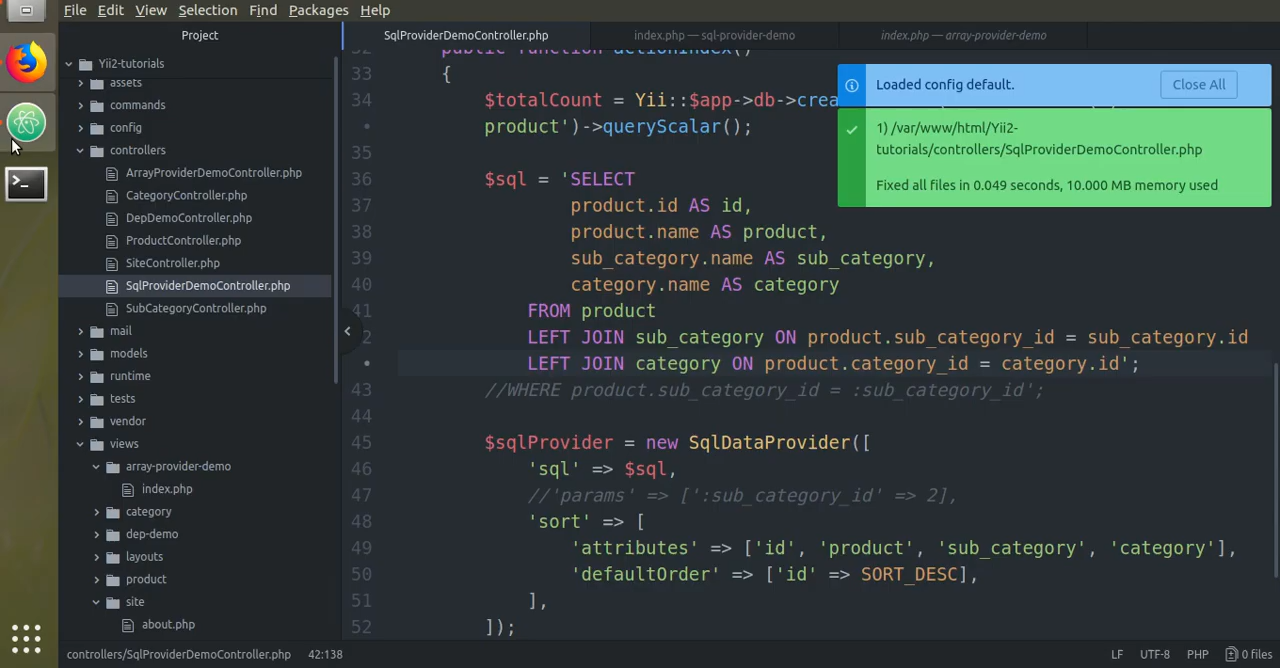 File Edit View Selection Find Packages Help
Project
SqlProviderDemoController.php
index.php — sql-provider-demo
index.php — array-provider-demo
Yii2-tutorials
assets
commands
config
controllers
ArrayProviderDemoController.php
CategoryController.php
DepDemoController.php
ProductController.php
SiteController.php
SqlProviderDemoController.php
SubCategoryController.php
mail
models
runtime
tests
vendor
views
array-provider-demo
index.php
category
dep-demo
layouts
product
site
about.php
33 {
34 $totalCount = Yii::$app->db->crea
• product')->queryScalar();
35
36 $sql = 'SELECT
37 product.id AS id,
38 product.name AS product,
39 sub_category.name AS sub_category,
40 category.name AS category
41 FROM product
2 LEFT JOIN sub_category ON product.sub_category_id = sub_category.id
• LEFT JOIN category ON product.category_id = category.id';
43 //WHERE product.sub_category_id = :sub_category_id';
44
45 $sqlProvider = new SqlDataProvider([
46 'sql' => $sql,
47 //'params' => [':sub_category_id' => 2],
48 'sort' => [
49 'attributes' => ['id', 'product', 'sub_category', 'category'],
50 'defaultOrder' => ['id' => SORT_DESC],
51 ],
52 ]);
Loaded config default.
Close All
1) /var/www/html/Yii2-
tutorials/controllers/SqlProviderDemoController.php
Fixed all files in 0.049 seconds, 10.000 MB memory used
controllers/SqlProviderDemoController.php 42:138
LF UTF-8 PHP 0 files